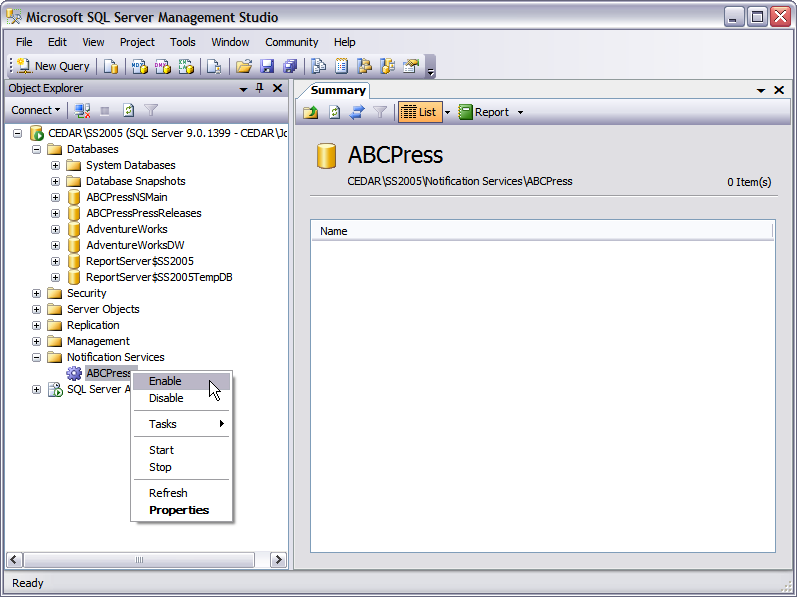 Microsoft SQL Server Management Studio
File Edit View Project Tools Window Community Help
New Query
Object Explorer
Connect
CEDAR\SS2005 (SQL Server 9.0.1399 - CEDAR\Jo
Databases
System Databases
Database Snapshots
ABCPressNSMain
ABCPressPressReleases
AdventureWorks
AdventureWorksDW
ReportServer$SS2005
ReportServer$SS2005TempDB
Security
Server Objects
Replication
Management
Notification Services
ABCPress
SQL Server A
Enable
Disable
Tasks
Start
Stop
Refresh
Properties
Summary
List Report
ABCPress
CEDAR\SS2005\Notification Services\ABCPress 0 Item(s)
Name
Ready